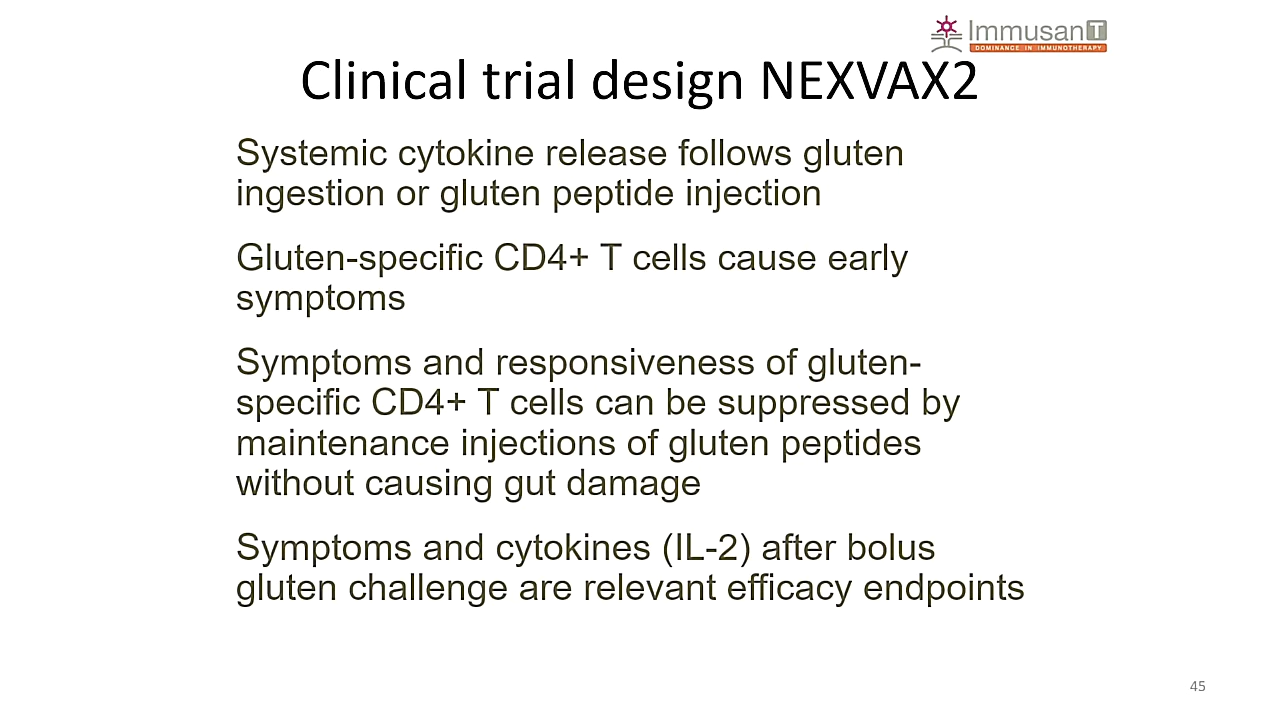 ImmusanT
DOMINANCE IN IMMUNOTHERAPY
Clinical trial design NEXVAX2
Systemic cytokine release follows gluten
ingestion or gluten peptide injection
Gluten-specific CD4+ T cells cause early
symptoms
Symptoms and responsiveness of gluten-
specific CD4+ T cells can be suppressed by
maintenance injections of gluten peptides
without causing gut damage
Symptoms and cytokines (IL-2) after bolus
gluten challenge are relevant efficacy endpoints
45